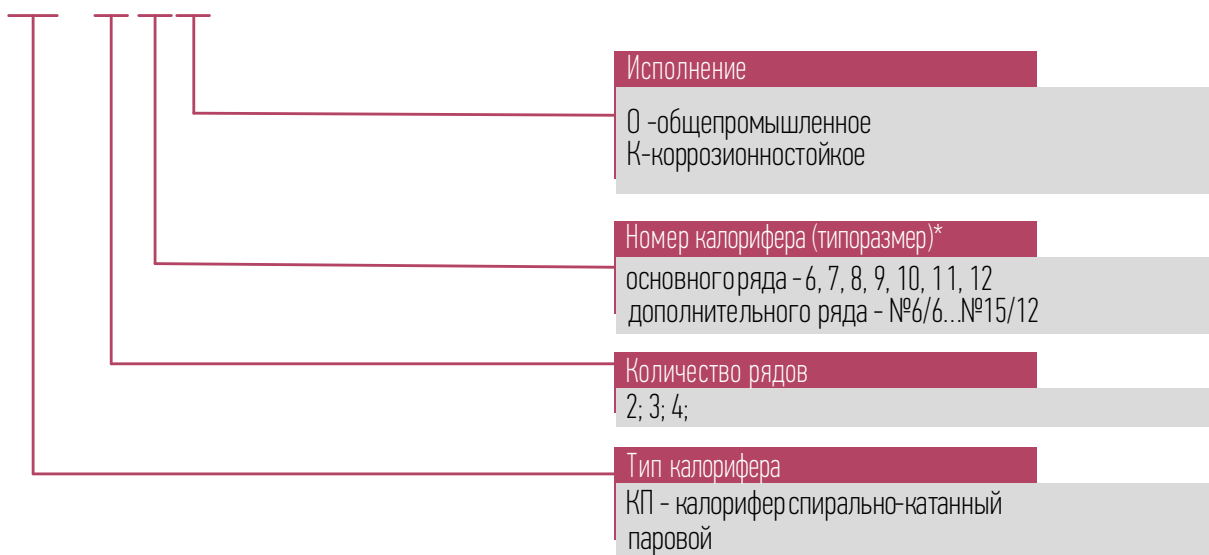 Исполнение
О -общепромышленное
К-коррозионностойкое
Номер калорифера (типоразмер)*
основного ряда - 6, 7, 8, 9, 10, 11, 12
дополнительного ряда - №6/6...№15/12
Количество рядов
2; 3; 4;
Тип калорифера
КП - калорифер спирально-катанный
паровой